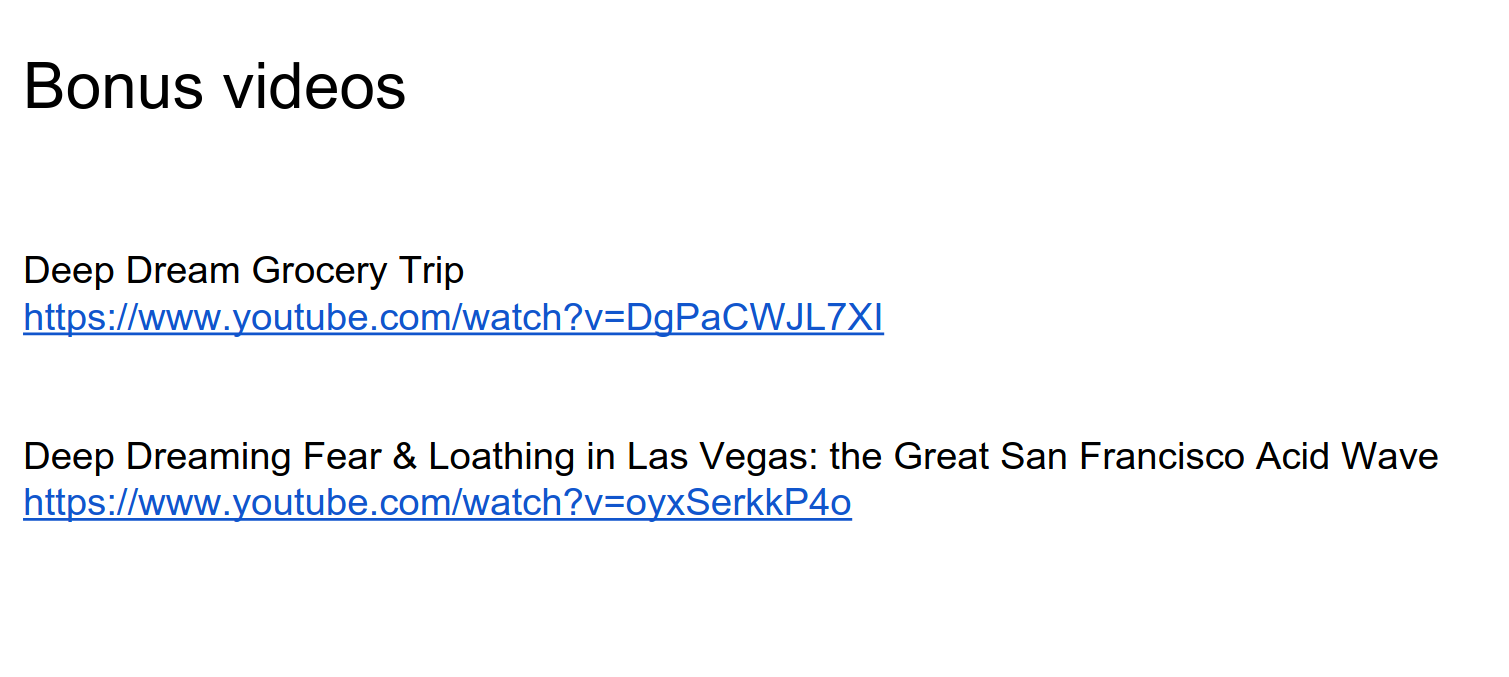 Bonus videos
Deep Dream Grocery Trip
https://www.youtube.com/watch?v=DgPaCWJL7XI
Deep Dreaming Fear & Loathing in Las Vegas: the Great San Francisco Acid Wave
https://www.youtube.com/watch?v=oyxSerkkP4o